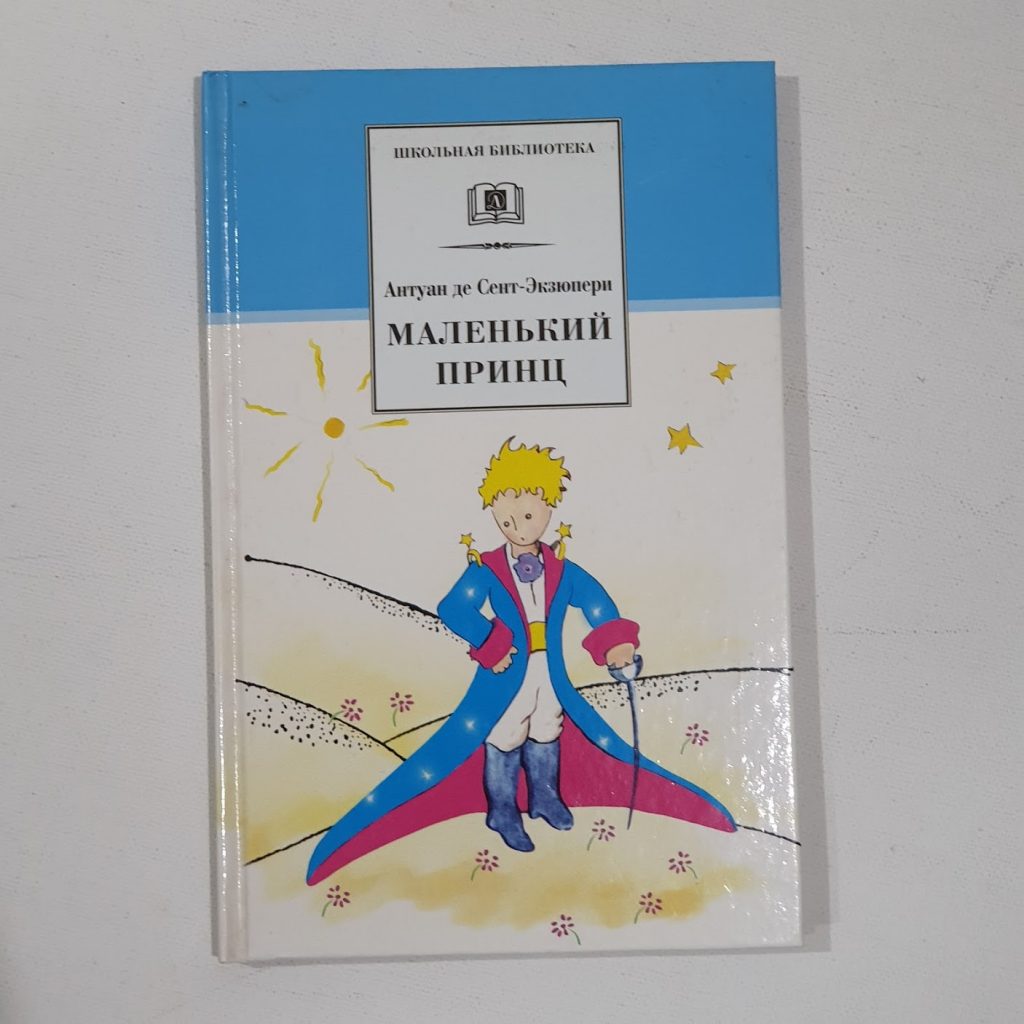 ШКОЛЬНАЯ БИБЛИОТЕКА
Антуан де Сент-Экзюпери
МАЛЕНЬКИЙ
ПРИНЦ